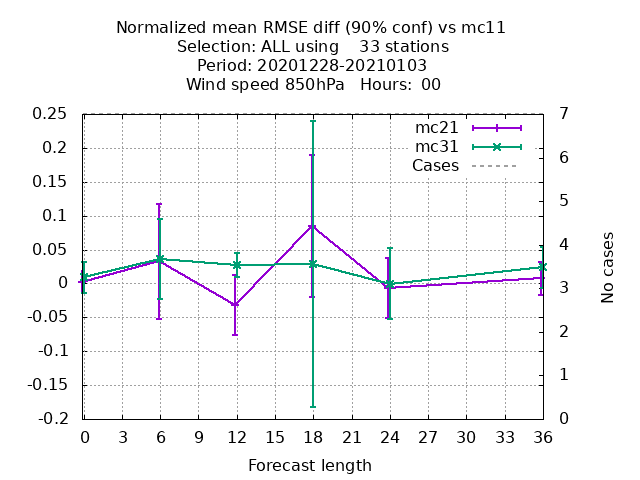 Normalized mean RMSE diff (90% conf) vs mc11
Selection: ALL using    33 stations
Period: 20201228-20210103
Wind speed 850hPa   Hours:  00
0.25
0.2
0.15
0.1
0.05
0
-0.05
-0.1
-0.15
-0.2
mc21
mc31
Cases
7
6
5
4
3
2
1
0
No cases
0 3 6 9 12 15 18 21 24 27 30 33 36
Forecast length